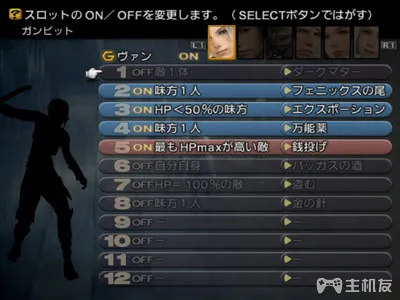 スロットのON／OFFを変更します。（SELECTボタンではがす）
ガンビット
L1 R1
Gヴァン ON
1 OFF 敵1体 ダークマター
2 ON 味方1人 フェニックスの尾
3 ON HP＜50％の味方 エクスポーション
4 ON 味方1人 万能薬
5 ON 最もHPmaxが高い敵 銭投げ
6 OFF 自分自身 バッカスの酒
7 OFF HP＝100％の敵 盗む
8 OFF 味方1人 金の針
9 OFF ー ー
10 OFF ー ー
11 OFF ー ー
12 OFF ー ー
主机友